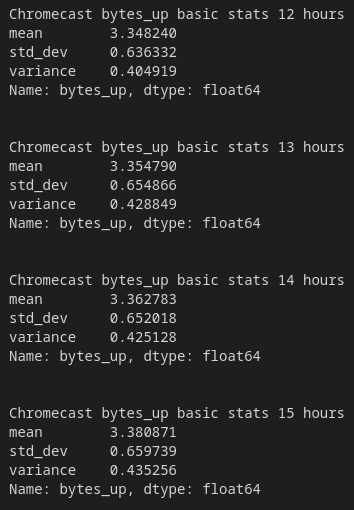 Chromecast bytes_up basic stats 12 hours
mean        3.348240
std_dev     0.636332
variance    0.404919
Name: bytes_up, dtype: float64
Chromecast bytes_up basic stats 13 hours
mean        3.354790
std_dev     0.654866
variance    0.428849
Name: bytes_up, dtype: float64
Chromecast bytes_up basic stats 14 hours
mean        3.362783
std_dev     0.652018
variance    0.425128
Name: bytes_up, dtype: float64
Chromecast bytes_up basic stats 15 hours
mean        3.380871
std_dev     0.659739
variance    0.435256
Name: bytes_up, dtype: float64